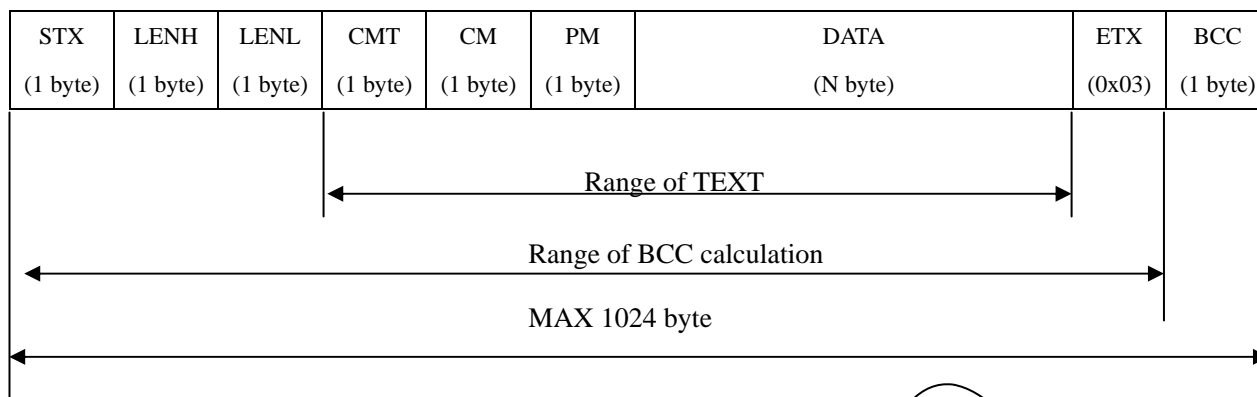 STX LENH LENL CMT CM PM DATA ETX BCC
(1 byte) (1 byte) (1 byte) (1 byte) (1 byte) (1 byte) (N byte) (0x03) (1 byte)
Range of TEXT
Range of BCC calculation
MAX 1024 byte